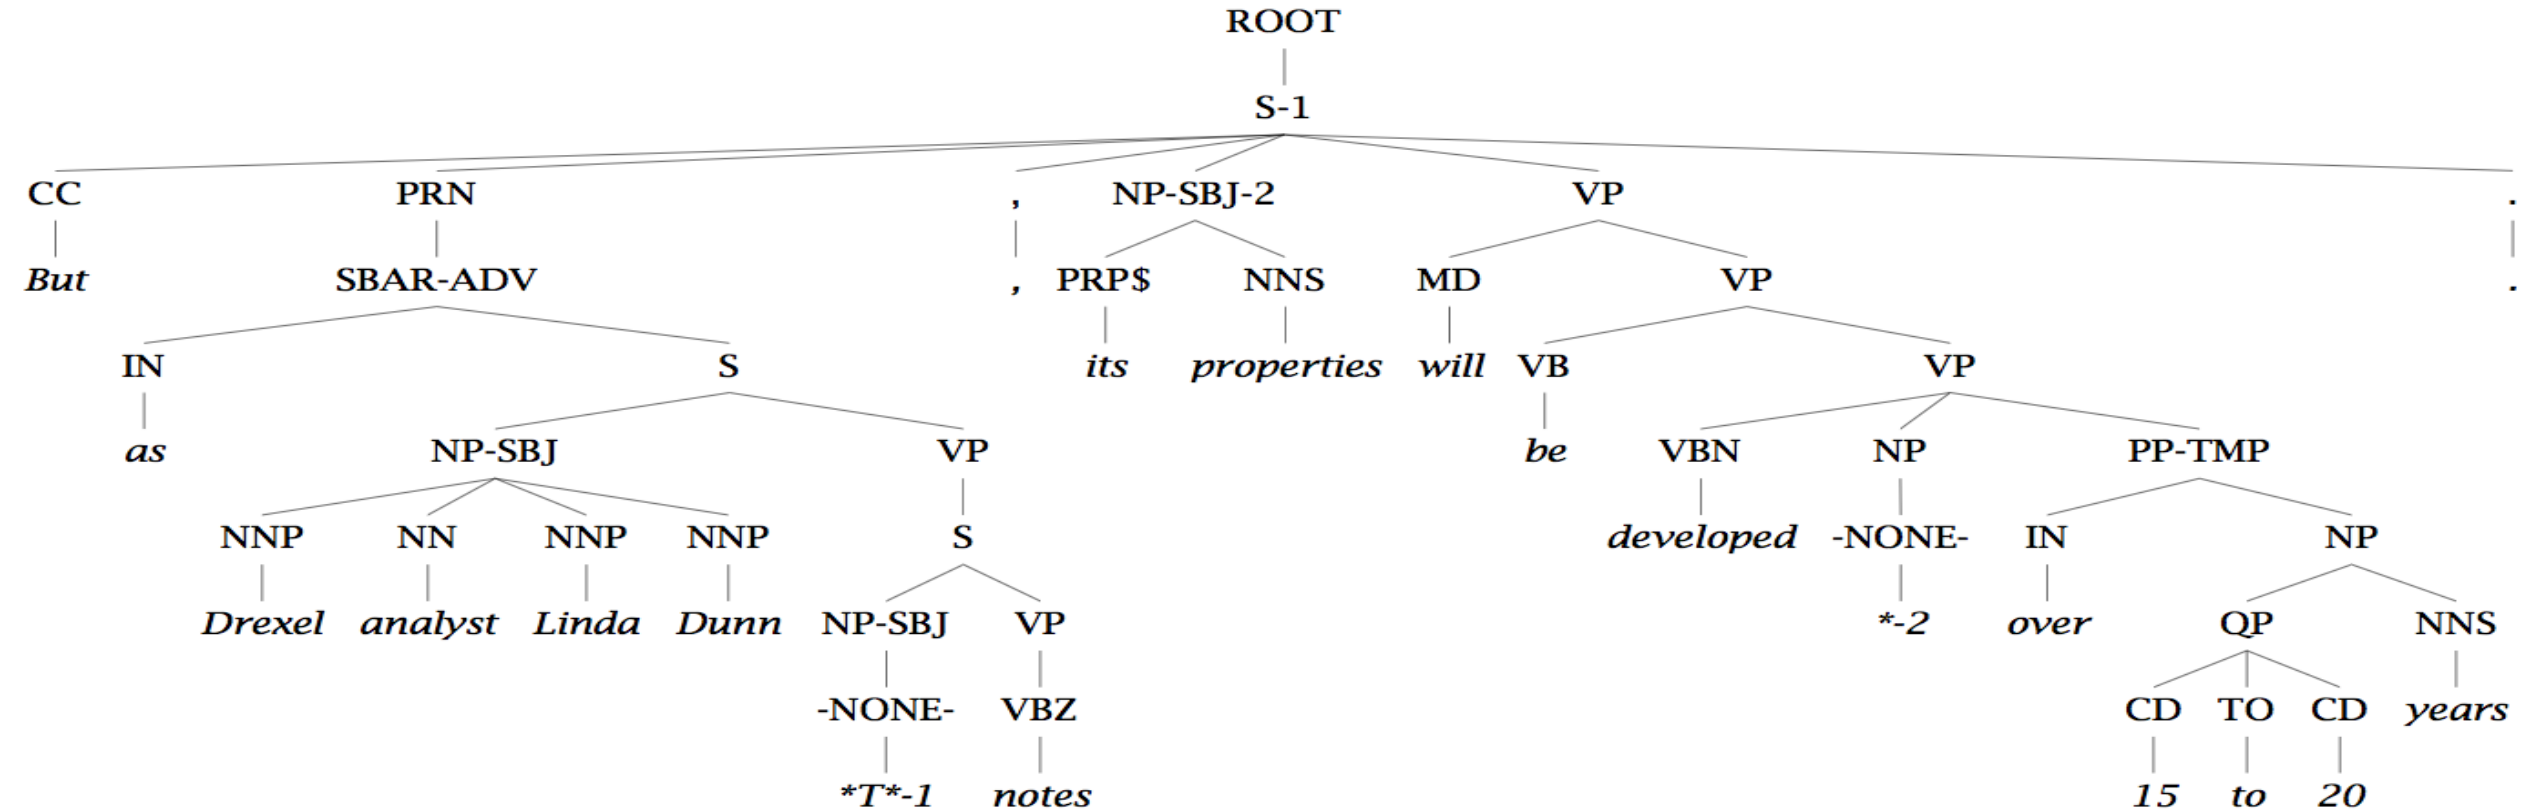 ROOT
S-1
CC PRN , NP-SBJ-2 VP .
But SBAR-ADV , PRP$ NNS MD VP .
IN S its properties will VB VP
as NP-SBJ VP be VBN NP PP-TMP
NNP NN NNP NNP S developed -NONE- IN NP
Drexel analyst Linda Dunn NP-SBJ VP *-2 over QP NNS
-NONE- VBZ CD TO CD years
*T*-1 notes 15 to 20